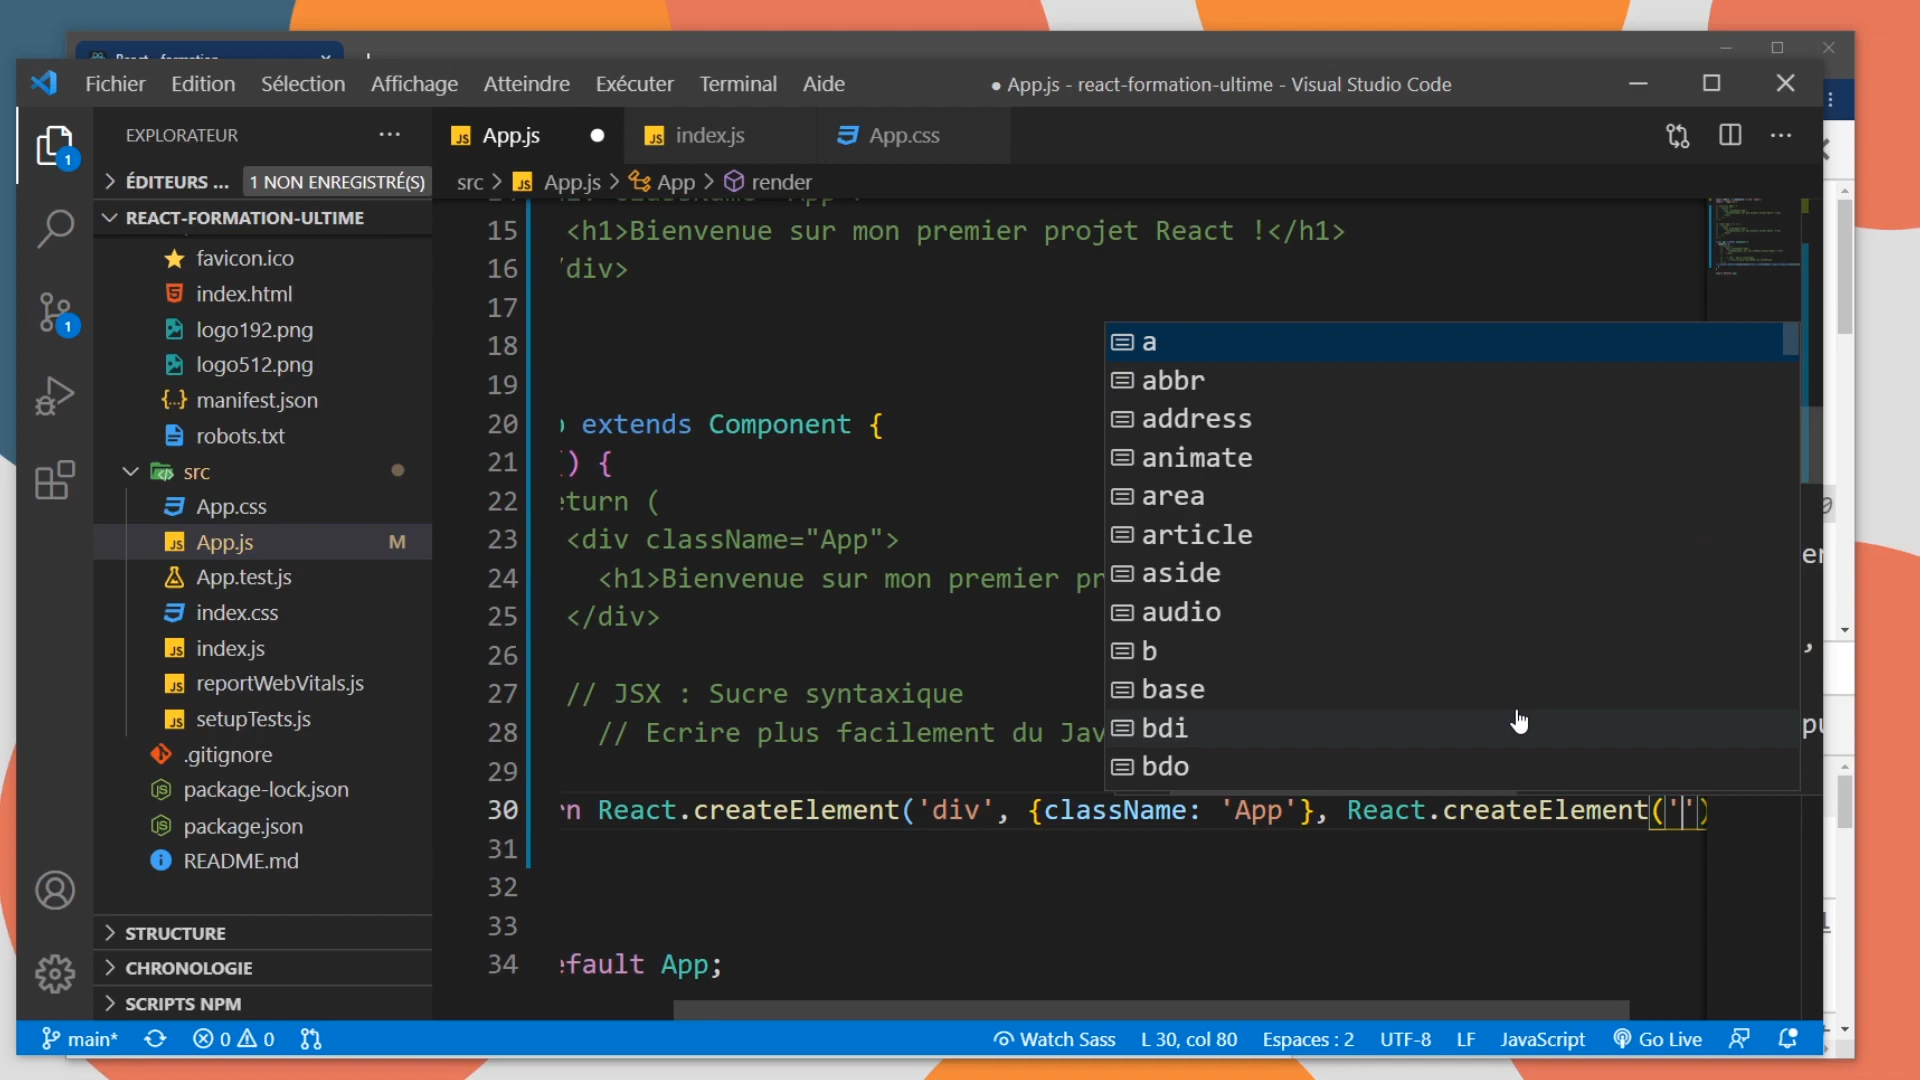 Fichier Edition Sélection Affichage Atteindre Exécuter Terminal Aide
● App.js - react-formation-ultime - Visual Studio Code
EXPLORATEUR ···
App.js
index.js
App.css
ÉDITEURS ... 1 NON ENREGISTRÉ(S)
src > App.js > App > render
REACT-FORMATION-ULTIME
favicon.ico
index.html
logo192.png
logo512.png
manifest.json
robots.txt
src
App.css
App.js M
App.test.js
index.css
index.js
reportWebVitals.js
setupTests.js
.gitignore
package-lock.json
package.json
README.md
STRUCTURE
CHRONOLOGIE
SCRIPTS NPM
15 <h1>Bienvenue sur mon premier projet React !</h1>
16 /div>
17
18
19
20 extends Component {
21 ) {
22 turn (
23 <div className="App">
24 <h1>Bienvenue sur mon premier pr
25 </div>
26
27 // JSX : Sucre syntaxique
28 // Ecrire plus facilement du Jav
29
30 n React.createElement('div', {className: 'App'}, React.createElement('')
31
32
33
34 efault App;
a
abbr
address
animate
area
article
aside
audio
b
base
bdi
bdo
1
1
main* 0 0 Watch Sass L 30, col 80 Espaces : 2 UTF-8 LF JavaScript Go Live